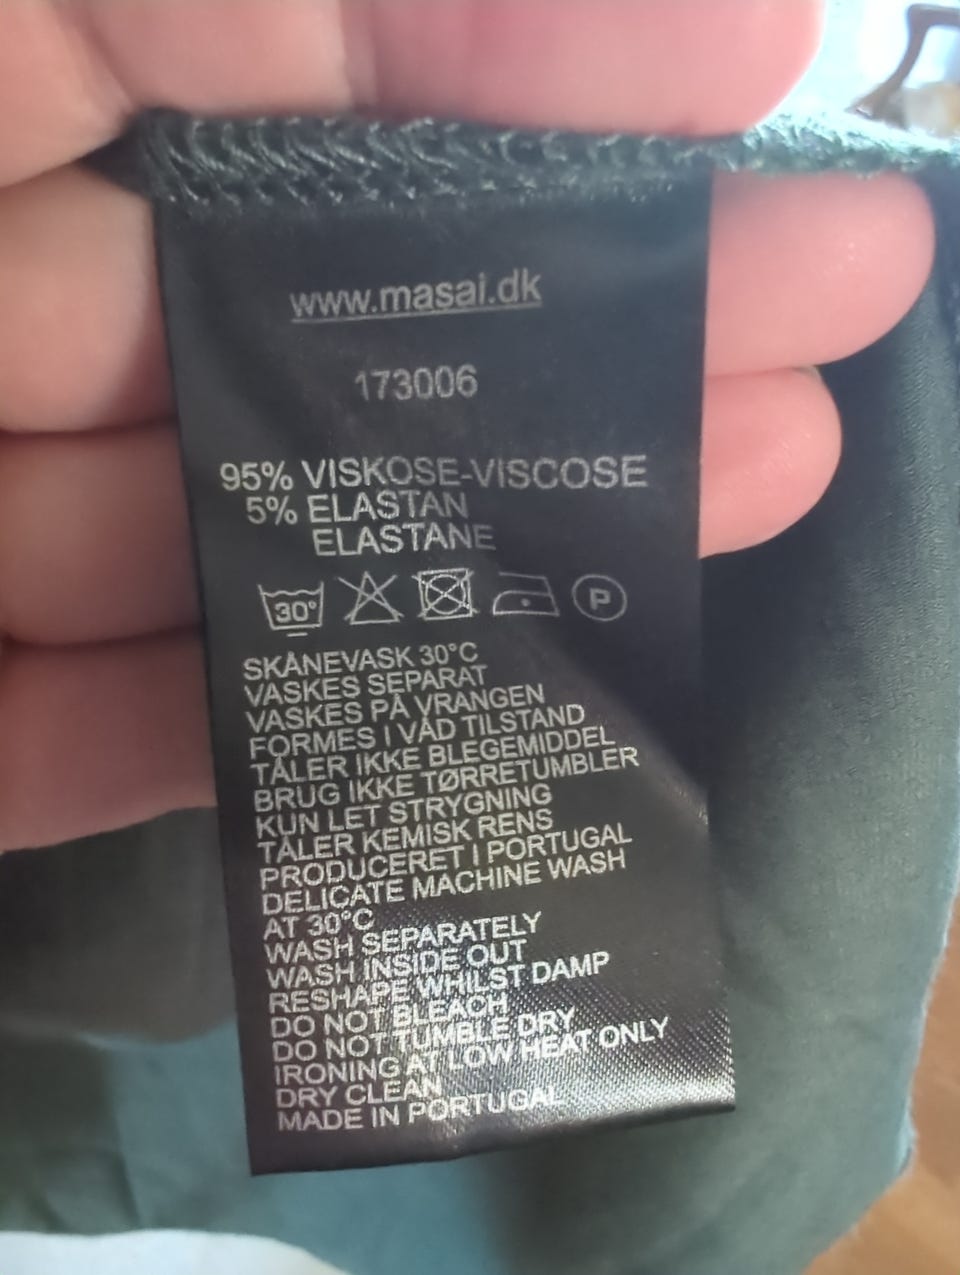 www.masai.dk
173006
95% VISKOSE-VISCOSE
5% ELASTAN
ELASTANE
30° P
SKÅNEVASK 30°C
VASKES SEPARAT
VASKES PÅ VRANGEN
FORMES I VÅD TILSTAND
TÅLER IKKE BLEGEMIDDEL
BRUG IKKE TØRRETUMBLER
KUN LET STRYGNING
TÅLER KEMISK RENS
PRODUCERET I PORTUGAL
DELICATE MACHINE WASH
AT 30°C
WASH SEPARATELY
WASH INSIDE OUT
RESHAPE WHILST DAMP
DO NOT BLEACH
DO NOT TUMBLE DRY
IRONING AT LOW HEAT ONLY
DRY CLEAN
MADE IN PORTUGAL